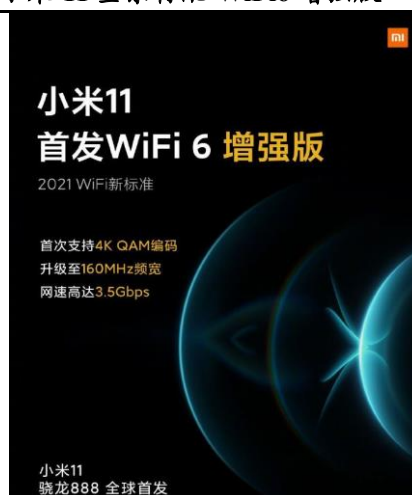 mi
小米11
首发WiFi 6 增强版
2021 WiFi新标准
首次支持4K QAM编码
升级至160MHz频宽
网速高达3.5Gbps
小米11
骁龙888 全球首发